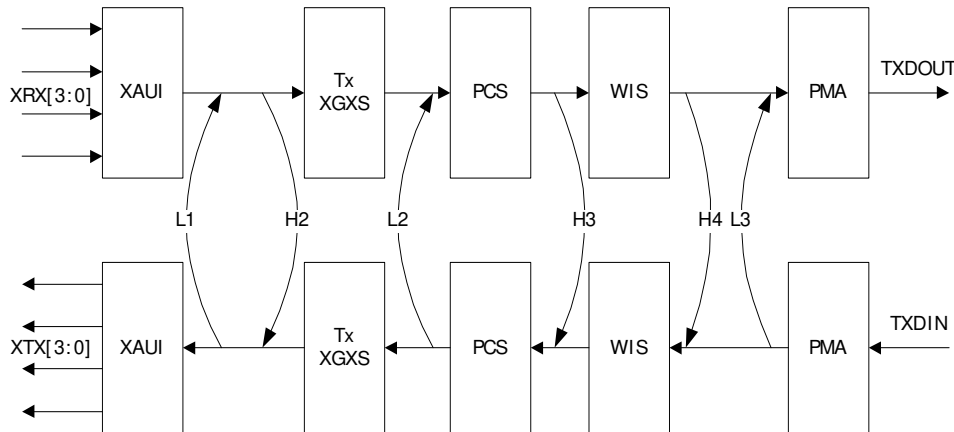 XRX[3:0]
XAUI
Tx
XGXS
PCS
WIS
PMA
TXDOUT
L1
H2
L2
H3
H4
L3
XTX[3:0]
XAUI
Tx
XGXS
PCS
WIS
PMA
TXDIN